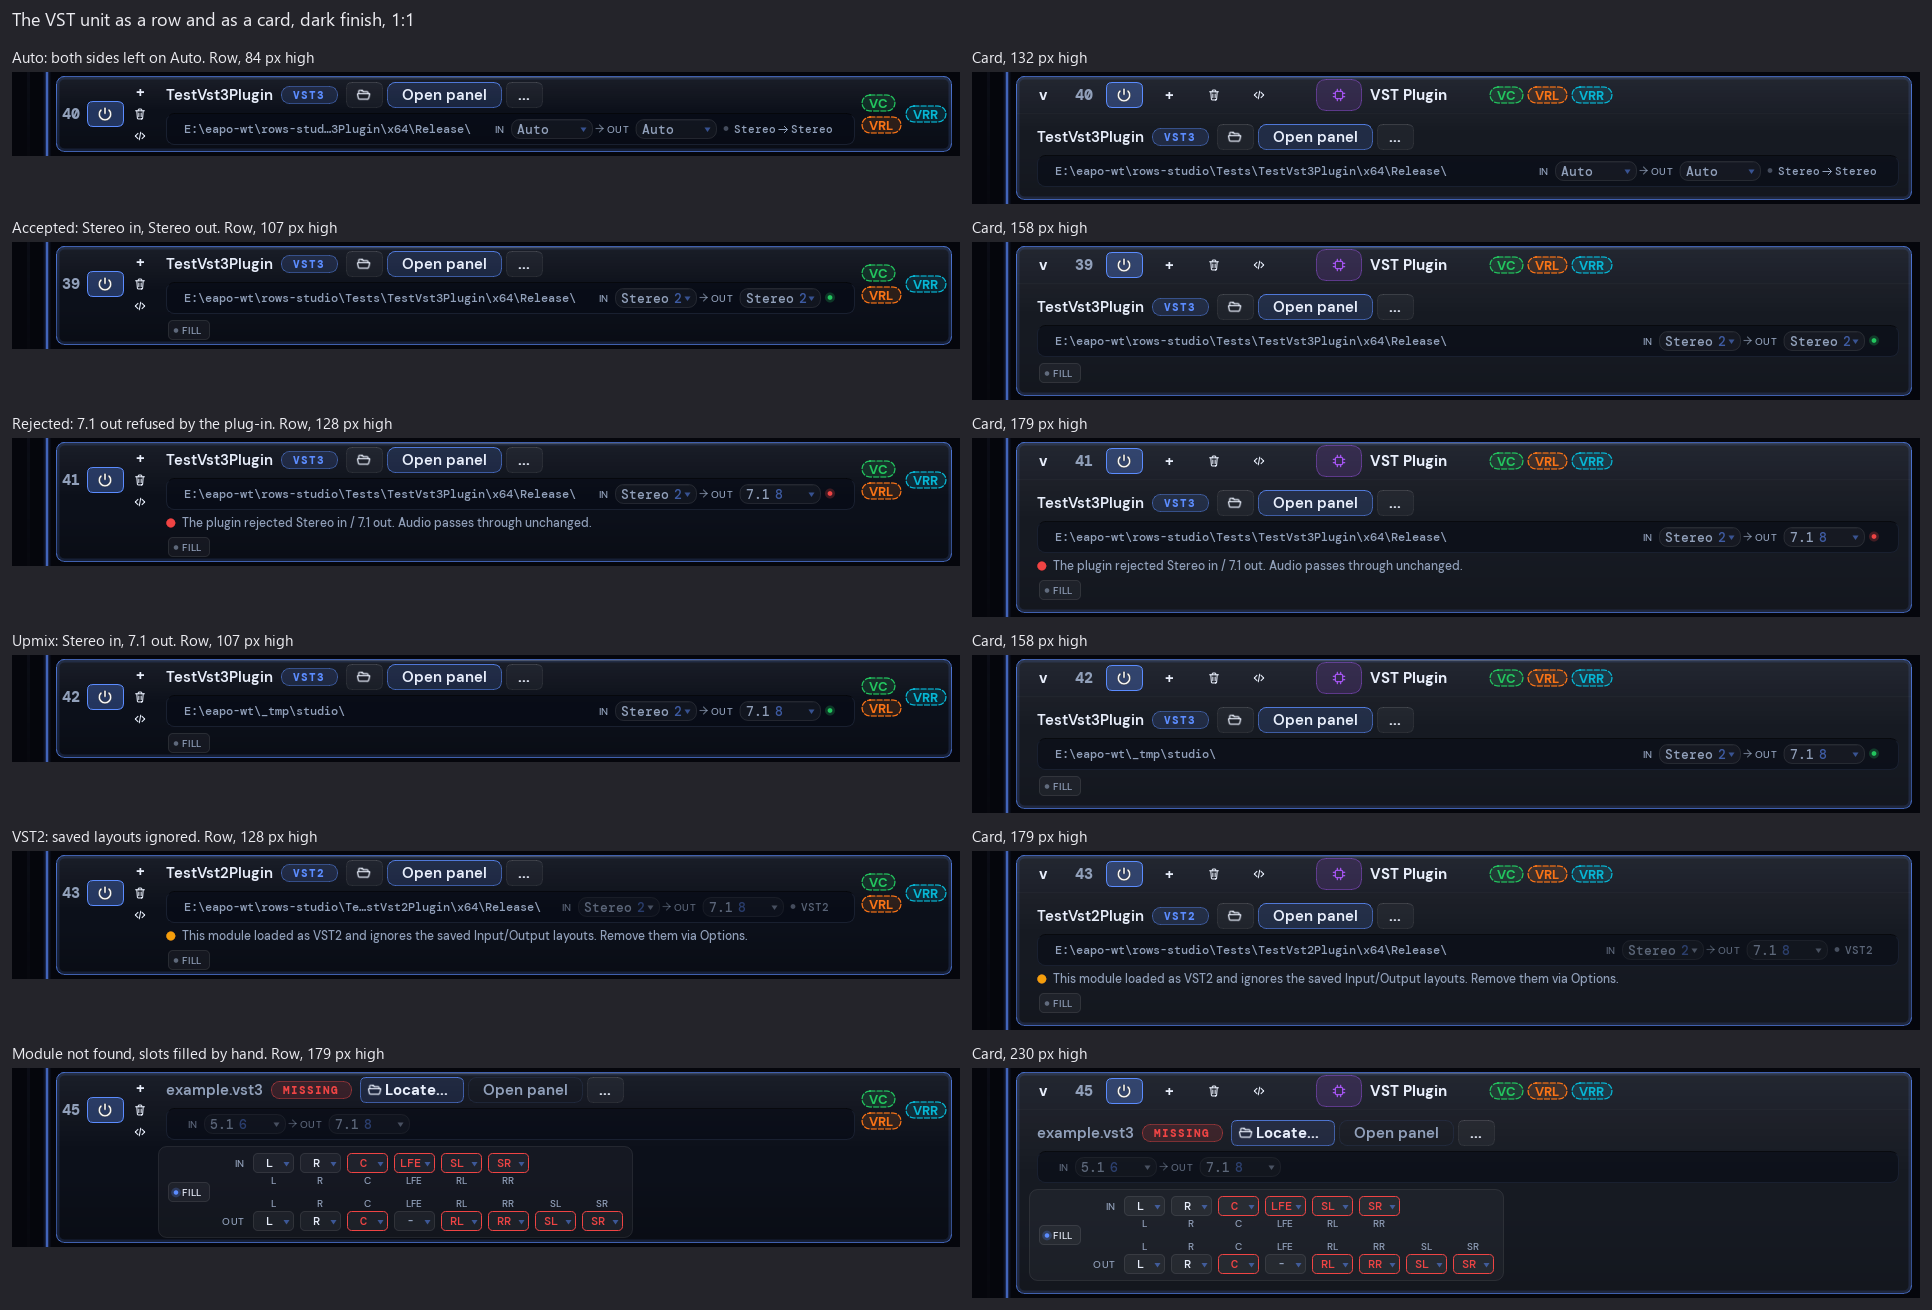 The VST unit as a row and as a card, dark finish, 1:1
Auto: both sides left on Auto. Row, 84 px high
40
+
</>
TestVst3Plugin VST3 Open panel ...
E:\eapo-wt\rows-stud…3Plugin\x64\Release\ IN Auto → OUT Auto Stereo → Stereo
VC
VRL
VRR
Card, 132 px high
v 40 + </> VST Plugin VC VRL VRR
TestVst3Plugin VST3 Open panel ...
E:\eapo-wt\rows-studio\Tests\TestVst3Plugin\x64\Release\ IN Auto → OUT Auto Stereo → Stereo
Accepted: Stereo in, Stereo out. Row, 107 px high
39
+
</>
TestVst3Plugin VST3 Open panel ...
E:\eapo-wt\rows-studio\Tests\TestVst3Plugin\x64\Release\ IN Stereo 2 → OUT Stereo 2
FILL
VC
VRL
VRR
Card, 158 px high
v 39 + </> VST Plugin VC VRL VRR
TestVst3Plugin VST3 Open panel ...
E:\eapo-wt\rows-studio\Tests\TestVst3Plugin\x64\Release\ IN Stereo 2 → OUT Stereo 2
FILL
Rejected: 7.1 out refused by the plug-in. Row, 128 px high
41
+
</>
TestVst3Plugin VST3 Open panel ...
E:\eapo-wt\rows-studio\Tests\TestVst3Plugin\x64\Release\ IN Stereo 2 → OUT 7.1 8
The plugin rejected Stereo in / 7.1 out. Audio passes through unchanged.
FILL
VC
VRL
VRR
Card, 179 px high
v 41 + </> VST Plugin VC VRL VRR
TestVst3Plugin VST3 Open panel ...
E:\eapo-wt\rows-studio\Tests\TestVst3Plugin\x64\Release\ IN Stereo 2 → OUT 7.1 8
The plugin rejected Stereo in / 7.1 out. Audio passes through unchanged.
FILL
Upmix: Stereo in, 7.1 out. Row, 107 px high
42
+
</>
TestVst3Plugin VST3 Open panel ...
E:\eapo-wt\_tmp\studio\ IN Stereo 2 → OUT 7.1 8
FILL
VC
VRL
VRR
Card, 158 px high
v 42 + </> VST Plugin VC VRL VRR
TestVst3Plugin VST3 Open panel ...
E:\eapo-wt\_tmp\studio\ IN Stereo 2 → OUT 7.1 8
FILL
VST2: saved layouts ignored. Row, 128 px high
43
+
</>
TestVst2Plugin VST2 Open panel ...
E:\eapo-wt\rows-studio\Te…stVst2Plugin\x64\Release\ IN Stereo 2 → OUT 7.1 8 VST2
This module loaded as VST2 and ignores the saved Input/Output layouts. Remove them via Options.
FILL
VC
VRL
VRR
Card, 179 px high
v 43 + </> VST Plugin VC VRL VRR
TestVst2Plugin VST2 Open panel ...
E:\eapo-wt\rows-studio\Tests\TestVst2Plugin\x64\Release\ IN Stereo 2 → OUT 7.1 8 VST2
This module loaded as VST2 and ignores the saved Input/Output layouts. Remove them via Options.
FILL
Module not found, slots filled by hand. Row, 179 px high
45
+
</>
example.vst3 MISSING Locate... Open panel ...
IN 5.1 6 → OUT 7.1 8
VC
VRL
VRR
FILL
IN L R C LFE SL SR
L R C LFE RL RR
L R C LFE RL RR SL SR
OUT L R C - RL RR SL SR
Card, 230 px high
v 45 + </> VST Plugin VC VRL VRR
example.vst3 MISSING Locate... Open panel ...
IN 5.1 6 → OUT 7.1 8
FILL
IN L R C LFE SL SR
L R C LFE RL RR
L R C LFE RL RR SL SR
OUT L R C - RL RR SL SR